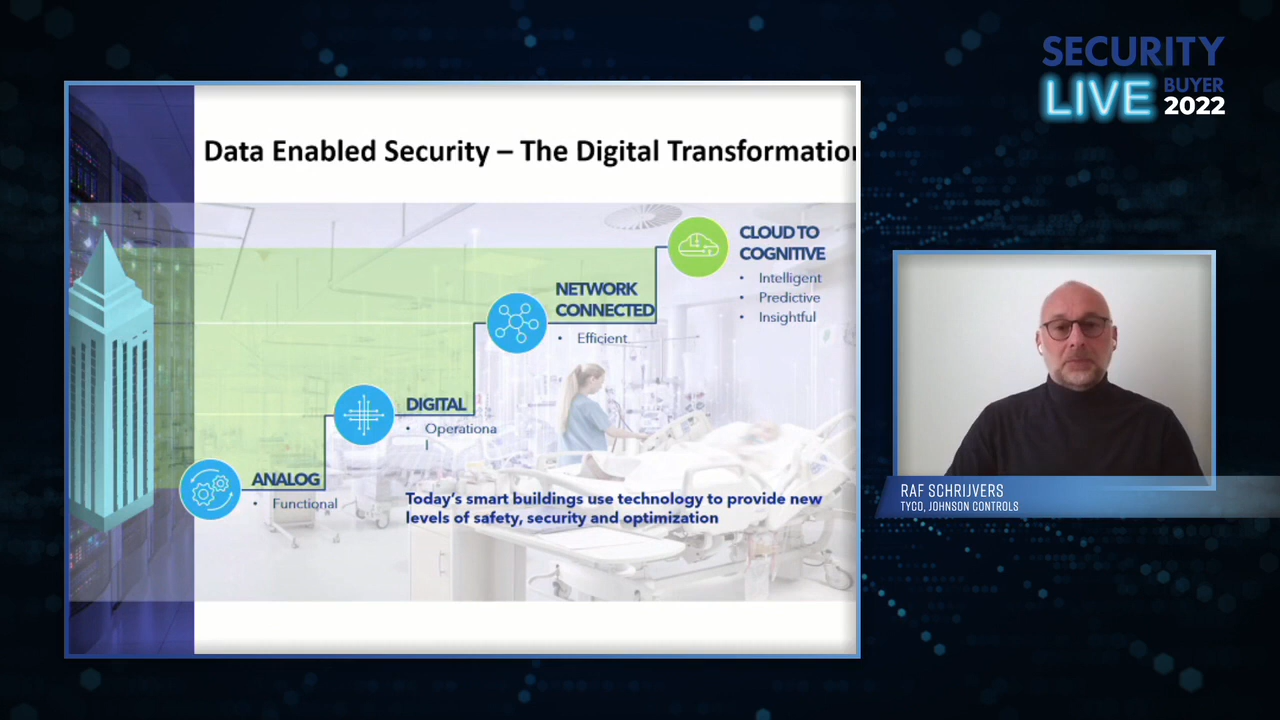 SECURITY
LIVE BUYER
2022
Data Enabled Security – The Digital Transformation
CLOUD TO
COGNITIVE
• Intelligent
• Predictive
• Insightful
NETWORK
CONNECTED
• Efficient
DIGITAL
• Operationa
l
ANALOG
• Functional
Today's smart buildings use technology to provide new
levels of safety, security and optimization
RAF SCHRIJVERS
TYCO, JOHNSON CONTROLS